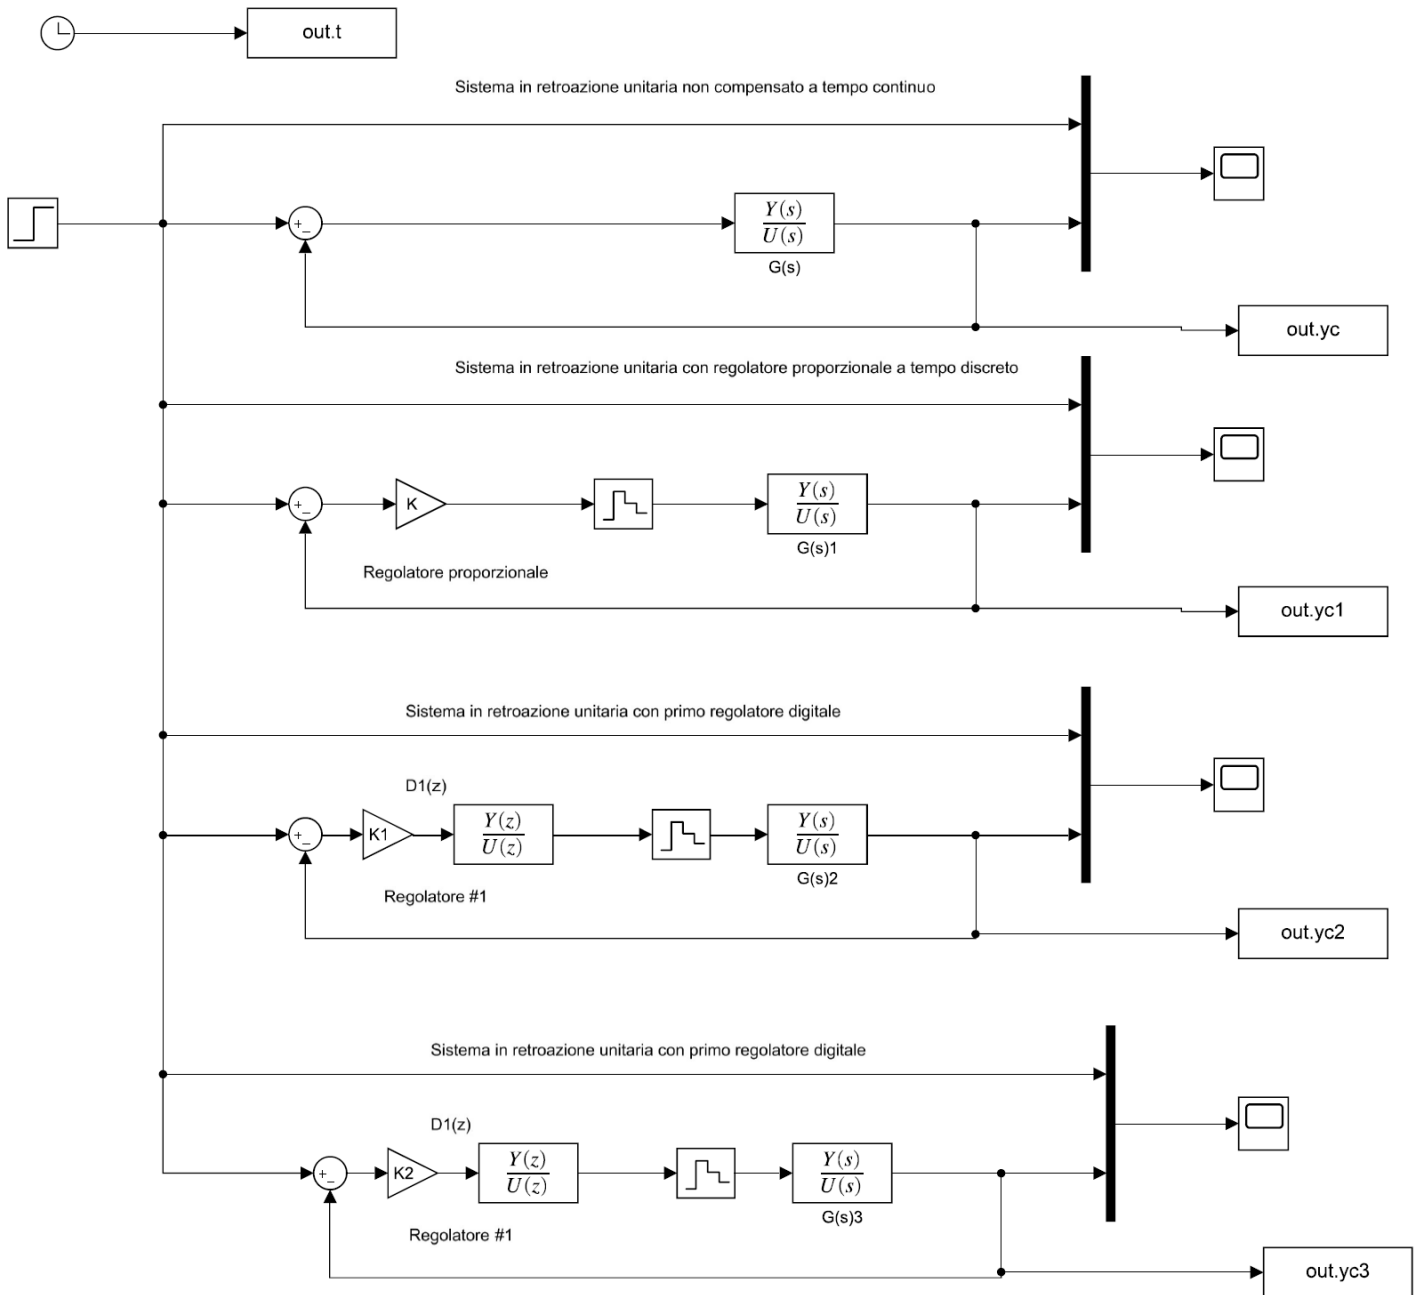 out.t
Sistema in retroazione unitaria non compensato a tempo continuo
+
_
Y(s)
U(s)
G(s)
out.yc
Sistema in retroazione unitaria con regolatore proporzionale a tempo discreto
+
_
K
Y(s)
U(s)
G(s)1
Regolatore proporzionale
out.yc1
Sistema in retroazione unitaria con primo regolatore digitale
D1(z)
+
_
K1
Y(z)
U(z)
Y(s)
U(s)
G(s)2
Regolatore #1
out.yc2
Sistema in retroazione unitaria con primo regolatore digitale
D1(z)
+
_
K2
Y(z)
U(z)
Y(s)
U(s)
G(s)3
Regolatore #1
out.yc3